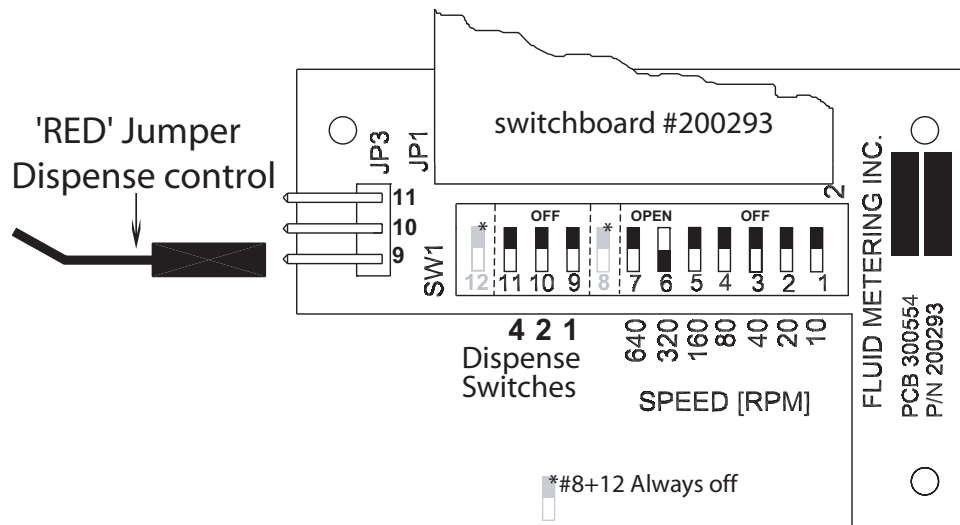 'RED' Jumper
Dispense control
switchboard #200293
JP3
JP1
11
10
9
SW1
2
* OFF * OPEN OFF
12 11 10 9 8 7 6 5 4 3 2 1
4 2 1
Dispense
Switches
640 320 160 80 40 20 10
SPEED [RPM]
FLUID METERING INC.
PCB 300554
P/N 200293
*#8+12 Always off